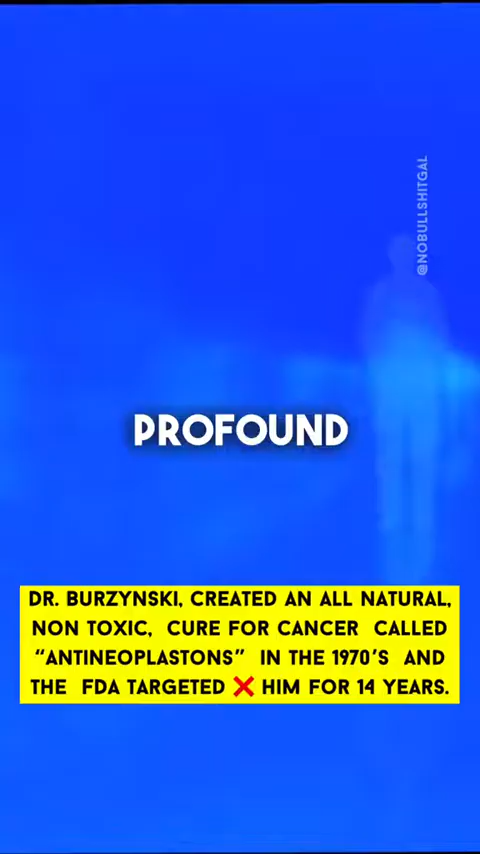 @NOBULLSHITGAL
PROFOUND
DR. BURZYNSKI, CREATED AN ALL NATURAL,
NON TOXIC, CURE FOR CANCER CALLED
“ANTINEOPLASTONS” IN THE 1970’S AND
THE FDA TARGETED ❌ HIM FOR 14 YEARS.